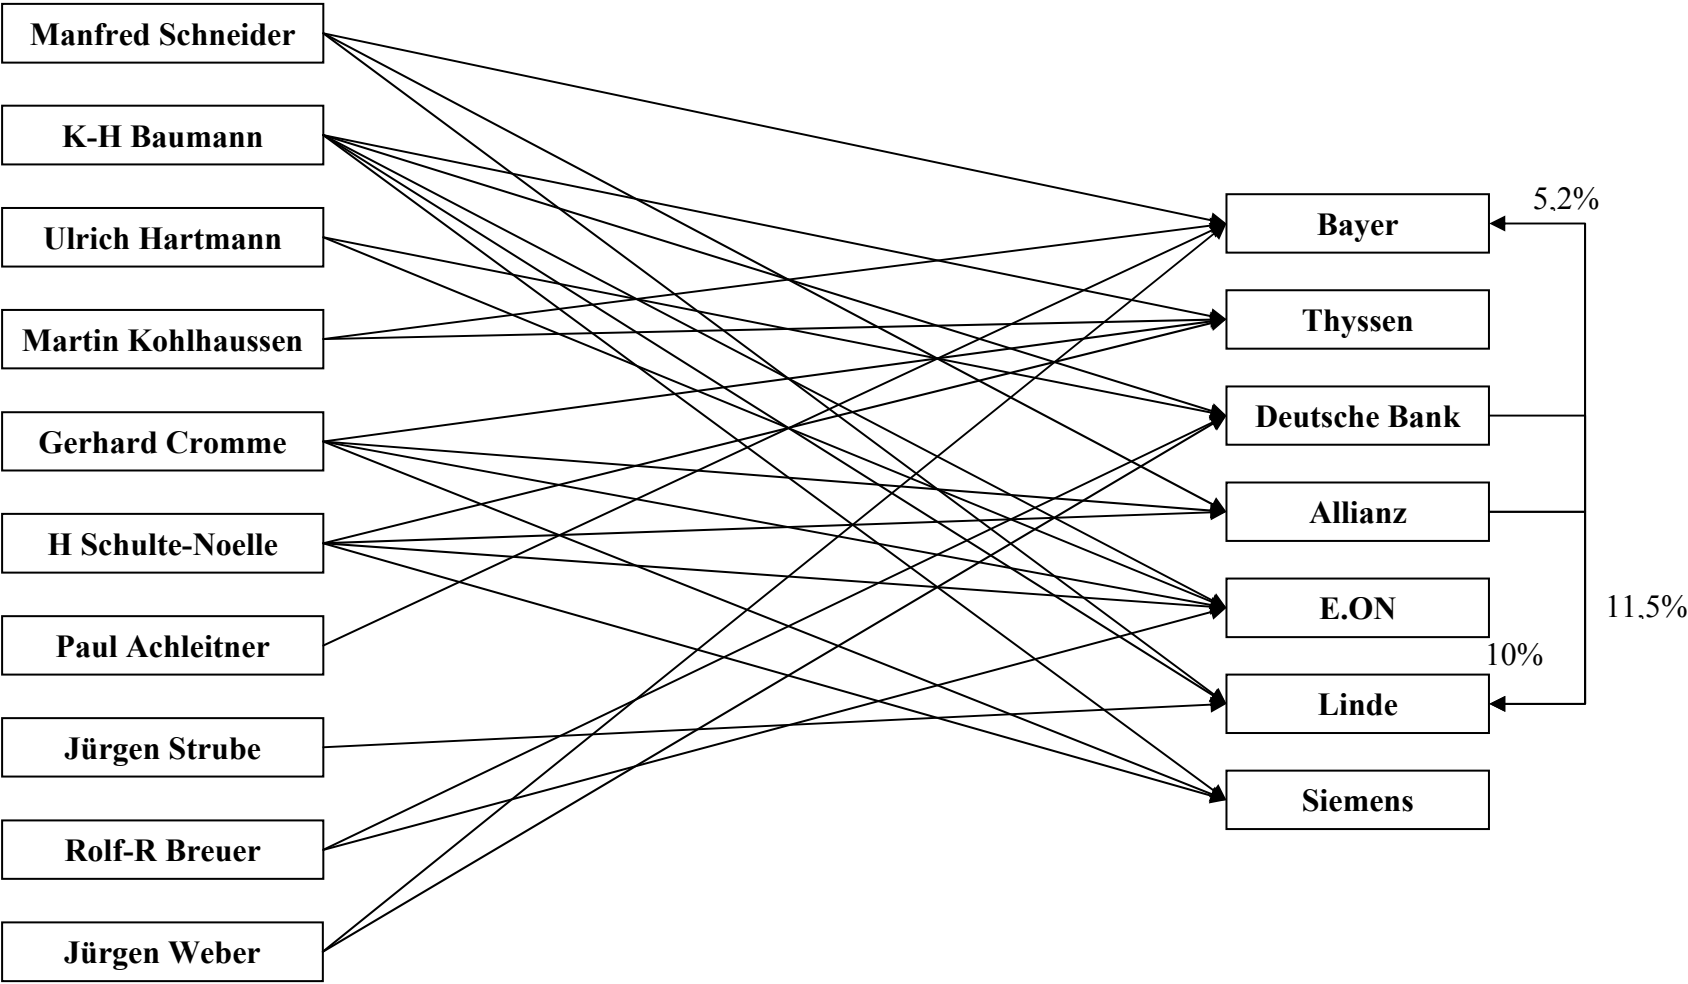 Manfred Schneider
K-H Baumann
Ulrich Hartmann
Martin Kohlhaussen
Gerhard Cromme
H Schulte-Noelle
Paul Achleitner
Jürgen Strube
Rolf-R Breuer
Jürgen Weber
Bayer
Thyssen
Deutsche Bank
Allianz
E.ON
Linde
Siemens
5,2%
11,5%
10%